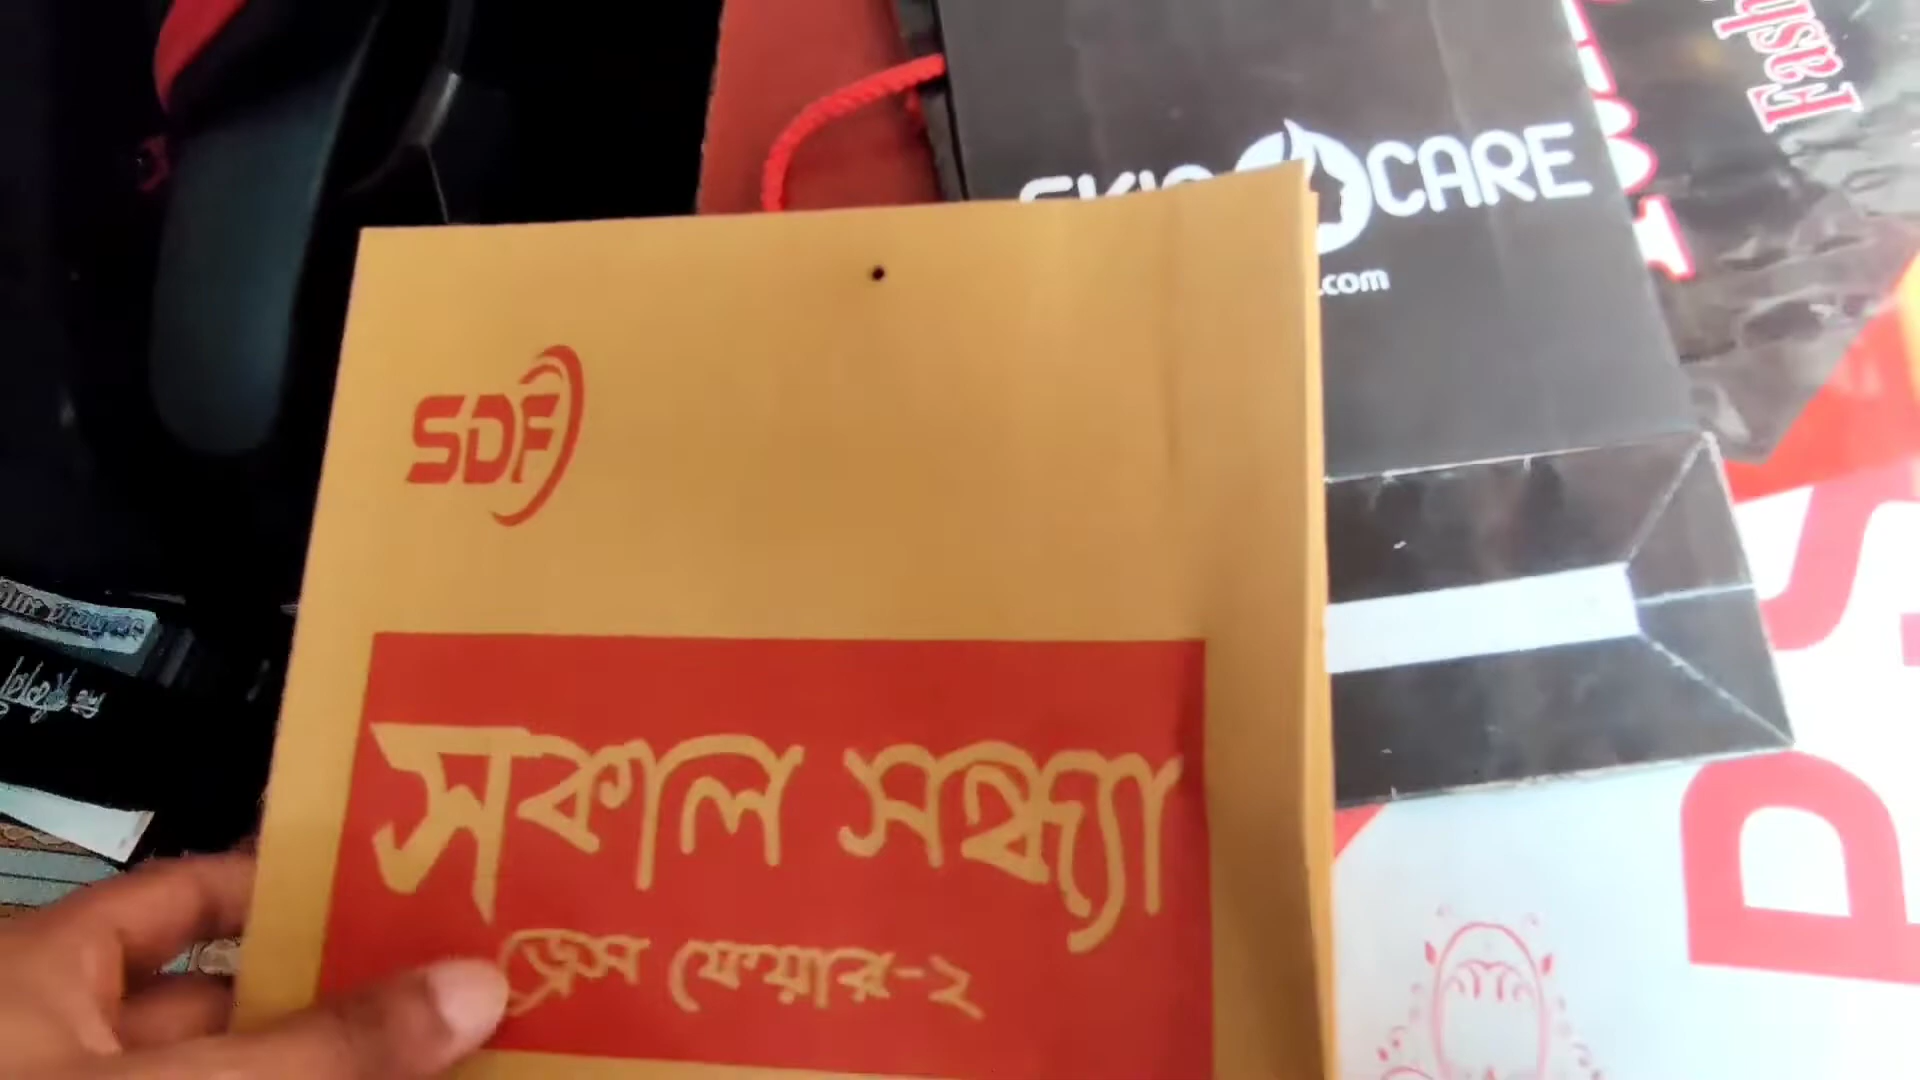 SDF
সকাল সন্ধ্যা
ড্রেস ফেয়ার-২
CARE
.com
Fash